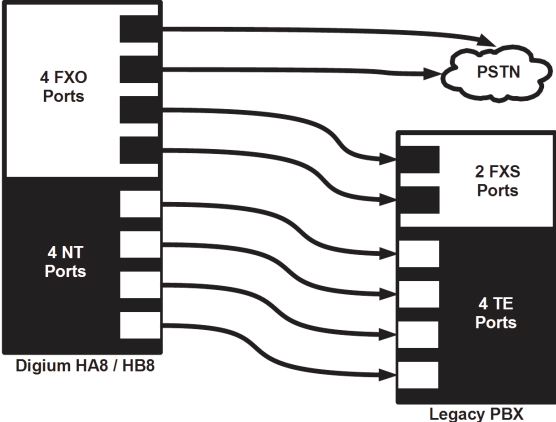 4 FXO
Ports
PSTN
2 FXS
Ports
4 NT
Ports
4 TE
Ports
Digium HA8 / HB8
Legacy PBX